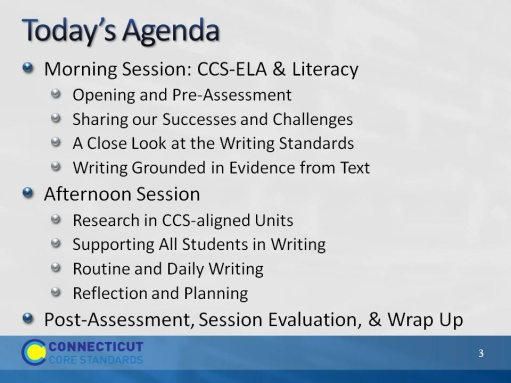 Today's Agenda
Morning Session: CCS-ELA & Literacy
Opening and Pre-Assessment
Sharing our Successes and Challenges
A Close Look at the Writing Standards
Writing Grounded in Evidence from Text
Afternoon Session
Research in CCS-aligned Units
Supporting All Students in Writing
Routine and Daily Writing
Reflection and Planning
Post-Assessment, Session Evaluation, & Wrap Up
CONNECTICUT
CORE STANDARDS
3